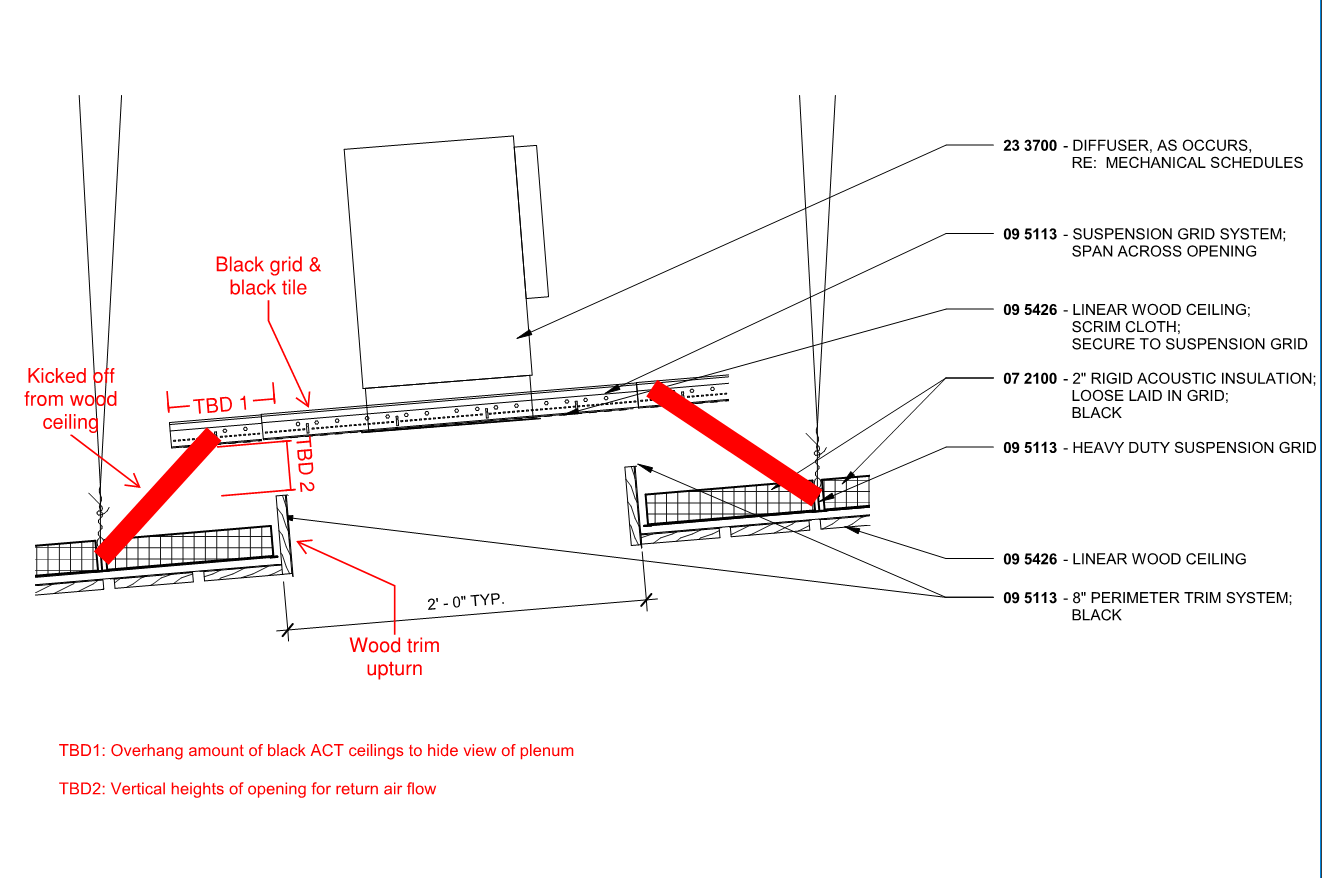 23 3700 - DIFFUSER, AS OCCURS,
RE: MECHANICAL SCHEDULES
09 5113 - SUSPENSION GRID SYSTEM;
SPAN ACROSS OPENING
Black grid &
black tile
09 5426 - LINEAR WOOD CEILING;
SCRIM CLOTH;
SECURE TO SUSPENSION GRID
Kicked off
from wood
ceiling
07 2100 - 2" RIGID ACOUSTIC INSULATION;
LOOSE LAID IN GRID;
BLACK
TBD 1
TBD 2
09 5113 - HEAVY DUTY SUSPENSION GRID
09 5426 - LINEAR WOOD CEILING
2' - 0" TYP.
09 5113 - 8" PERIMETER TRIM SYSTEM;
BLACK
Wood trim
upturn
TBD1: Overhang amount of black ACT ceilings to hide view of plenum
TBD2: Vertical heights of opening for return air flow